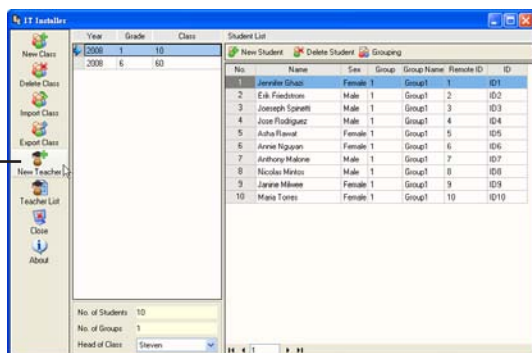 IT Installer
New Class
Delete Class
Import Class
Export Class
New Teacher
Teacher List
Close
About
Year Grade Class
2008 1 10
2008 6 60
No. of Students 10
No. of Groups 1
Head of Class Steven
Student List
New Student Delete Student Grouping
No. Name Sex Group Group Name Remote ID ID
1 Jennifer Ghazi Female 1 Group1 1 ID1
2 Erik Friedstrom Male 1 Group1 2 ID2
3 Joeseph Spinetti Male 1 Group1 3 ID3
4 Jose Rodriguez Male 1 Group1 4 ID4
5 Asha Rawat Female 1 Group1 5 ID5
6 Annie Nguyan Female 1 Group1 6 ID6
7 Anthony Malone Male 1 Group1 7 ID7
8 Nicolas Mintos Male 1 Group1 8 ID8
9 Janine Milwee Female 1 Group1 9 ID9
10 Maria Torres Female 1 Group1 10 ID10
1